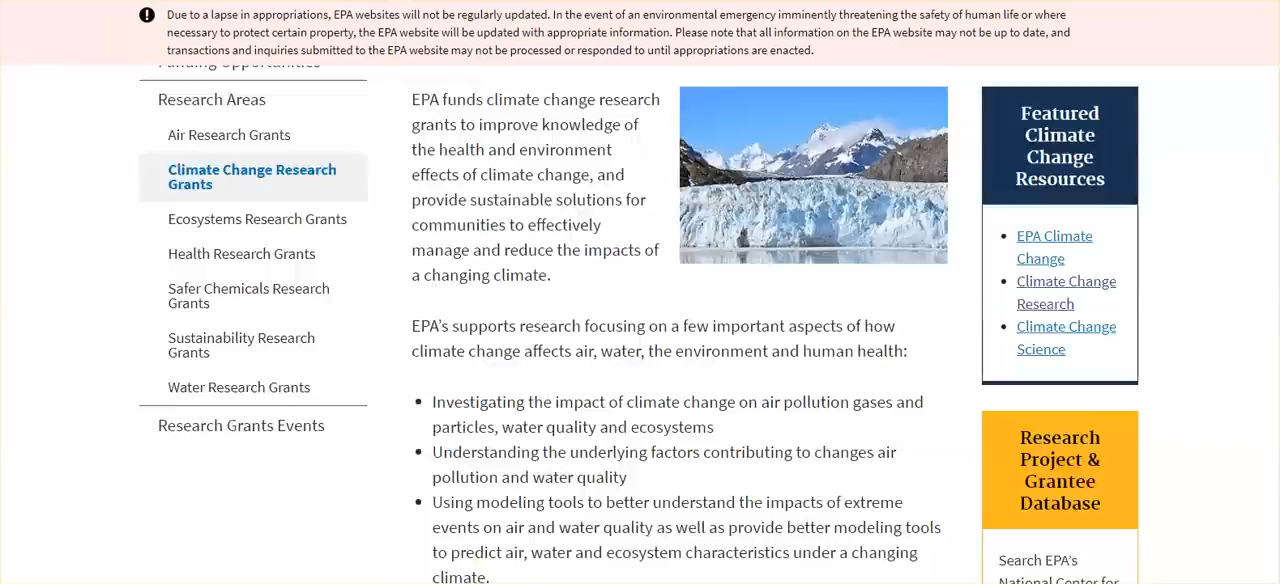 Due to a lapse in appropriations, EPA websites will not be regularly updated. In the event of an environmental emergency imminently threatening the safety of human life or where
necessary to protect certain property, the EPA website will be updated with appropriate information. Please note that all information on the EPA website may not be up to date, and
transactions and inquiries submitted to the EPA website may not be processed or responded to until appropriations are enacted.
Funding Opportunities
Research Areas
Air Research Grants
Climate Change Research
Grants
Ecosystems Research Grants
Health Research Grants
Safer Chemicals Research
Grants
Sustainability Research
Grants
Water Research Grants
Research Grants Events
EPA funds climate change research
grants to improve knowledge of
the health and environment
effects of climate change, and
provide sustainable solutions for
communities to effectively
manage and reduce the impacts of
a changing climate.
EPA’s supports research focusing on a few important aspects of how
climate change affects air, water, the environment and human health:
Investigating the impact of climate change on air pollution gases and
particles, water quality and ecosystems
Understanding the underlying factors contributing to changes air
pollution and water quality
Using modeling tools to better understand the impacts of extreme
events on air and water quality as well as provide better modeling tools
to predict air, water and ecosystem characteristics under a changing
climate.
Featured
Climate
Change
Resources
EPA Climate
Change
Climate Change
Research
Climate Change
Science
Research
Project &
Grantee
Database
Search EPA’s
National Center for